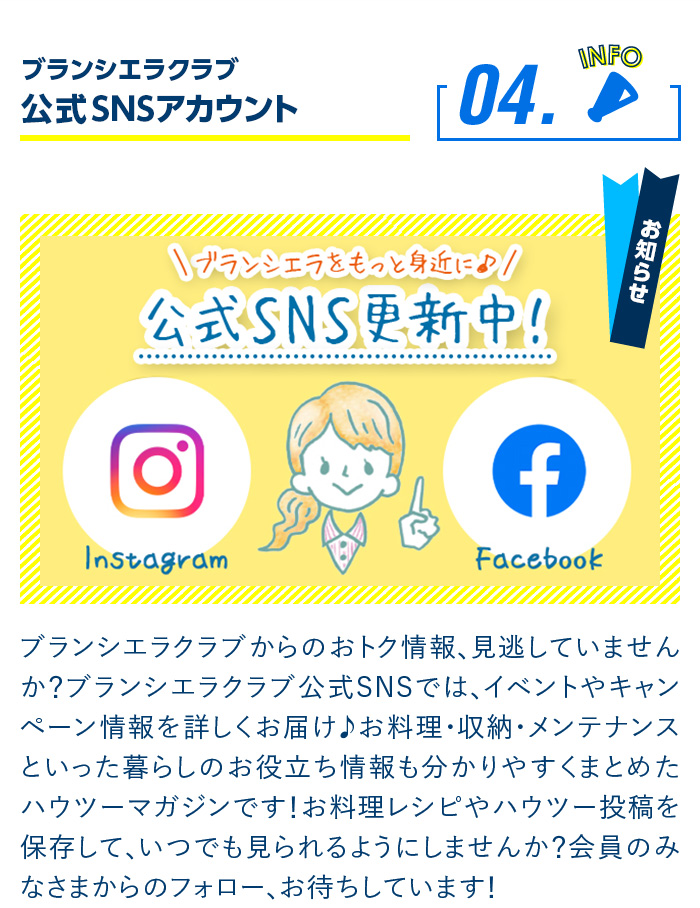 ブランシエラクラブ
公式SNSアカウント
04.
INFO
お知らせ
\ブランシエラをもっと身近に♪/
公式SNS更新中!
Instagram
Facebook
ブランシエラクラブからのおトク情報、見逃していません
か?ブランシエラクラブ公式SNSでは、イベントやキャン
ペーン情報を詳しくお届け♪お料理・収納・メンテナンス
といった暮らしのお役立ち情報も分かりやすくまとめた
ハウツーマガジンです!お料理レシピやハウツー投稿を
保存して、いつでも見られるようにしませんか?会員のみ
なさまからのフォロー、お待ちしています!